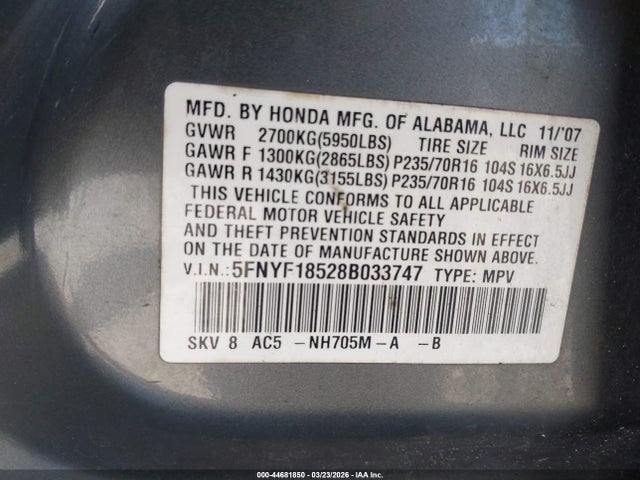 MFD. BY HONDA MFG. OF ALABAMA, LLC 11/'07
GVWR 2700KG(5950LBS) TIRE SIZE RIM SIZE
GAWR F 1300KG(2865LBS) P235/70R16 104S 16X6.5JJ
GAWR R 1430KG(3155LBS) P235/70R16 104S 16X6.5JJ
THIS VEHICLE CONFORMS TO ALL APPLICABLE
FEDERAL MOTOR VEHICLE SAFETY
AND THEFT PREVENTION STANDARDS IN EFFECT
ON THE DATE OF MANUFACTURE SHOWN ABOVE.
V.I.N.: 5FNYF18528B033747 TYPE: MPV
SKV 8 AC5 -NH705M-A -B
000-44681850 | 03/23/2026 | IAA Inc.